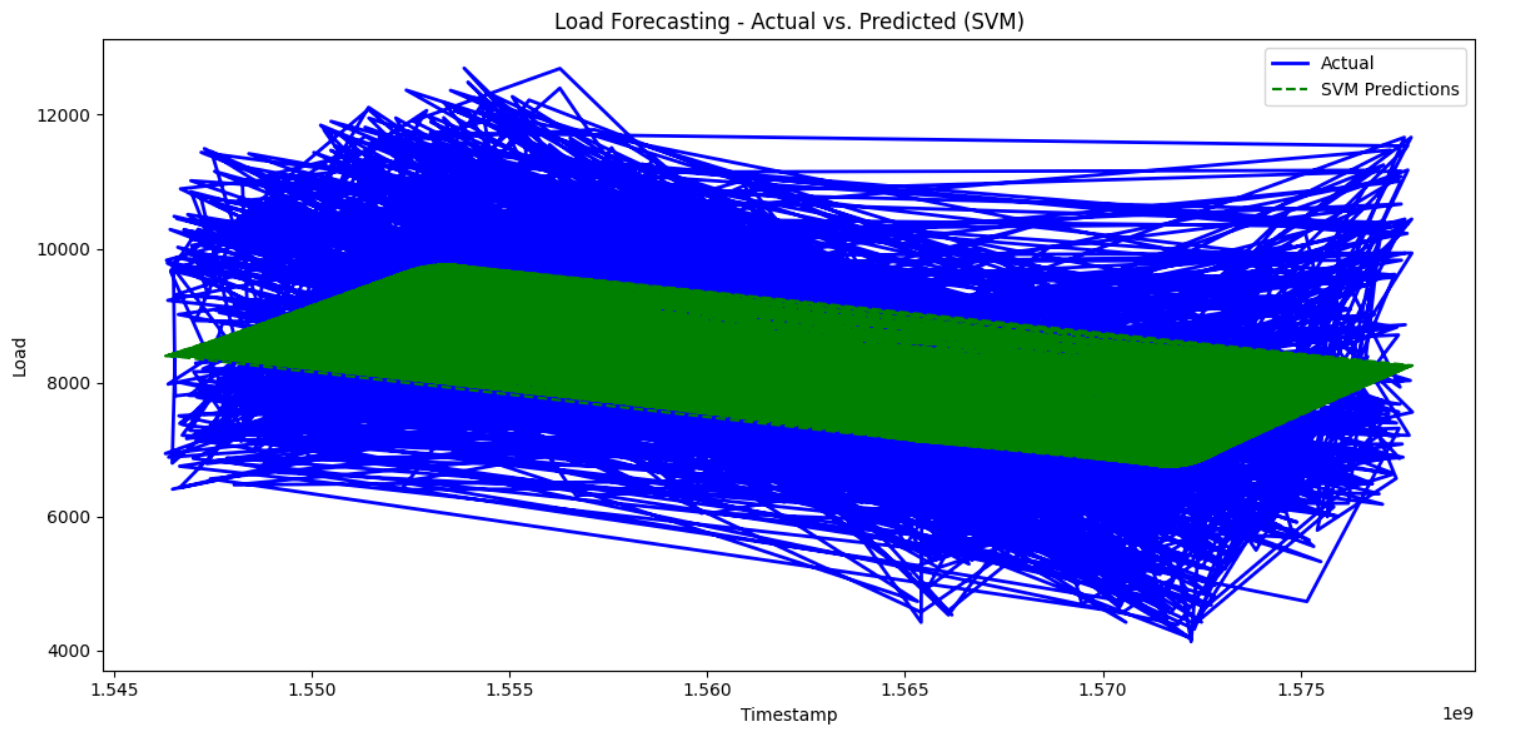 Load Forecasting - Actual vs. Predicted (SVM)
Actual
SVM Predictions
12000
10000
8000
6000
4000
Load
1.545 1.550 1.555 1.560 1.565 1.570 1.575
1e9
Timestamp